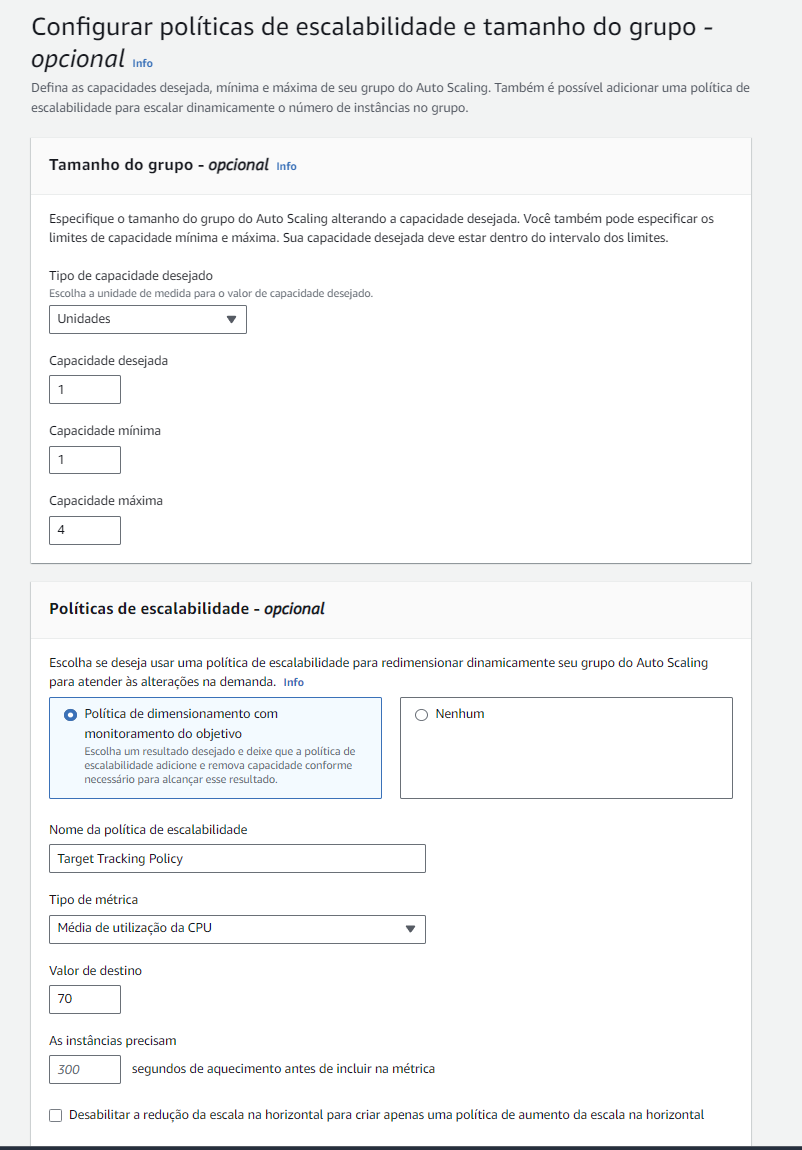 Configurar políticas de escalabilidade e tamanho do grupo -
opcional Info
Defina as capacidades desejada, mínima e máxima de seu grupo do Auto Scaling. Também é possível adicionar uma política de
escalabilidade para escalar dinamicamente o número de instâncias no grupo.
Tamanho do grupo - opcional Info
Especifique o tamanho do grupo do Auto Scaling alterando a capacidade desejada. Você também pode especificar os
limites de capacidade mínima e máxima. Sua capacidade desejada deve estar dentro do intervalo dos limites.
Tipo de capacidade desejado
Escolha a unidade de medida para o valor de capacidade desejado.
Unidades
Capacidade desejada
1
Capacidade mínima
1
Capacidade máxima
4
Políticas de escalabilidade - opcional
Escolha se deseja usar uma política de escalabilidade para redimensionar dinamicamente seu grupo do Auto Scaling
para atender às alterações na demanda. Info
Política de dimensionamento com
monitoramento do objetivo
Escolha um resultado desejado e deixe que a política de
escalabilidade adicione e remova capacidade conforme
necessário para alcançar esse resultado.
Nenhum
Nome da política de escalabilidade
Target Tracking Policy
Tipo de métrica
Média de utilização da CPU
Valor de destino
70
As instâncias precisam
300 segundos de aquecimento antes de incluir na métrica
Desabilitar a redução da escala na horizontal para criar apenas uma política de aumento da escala na horizontal